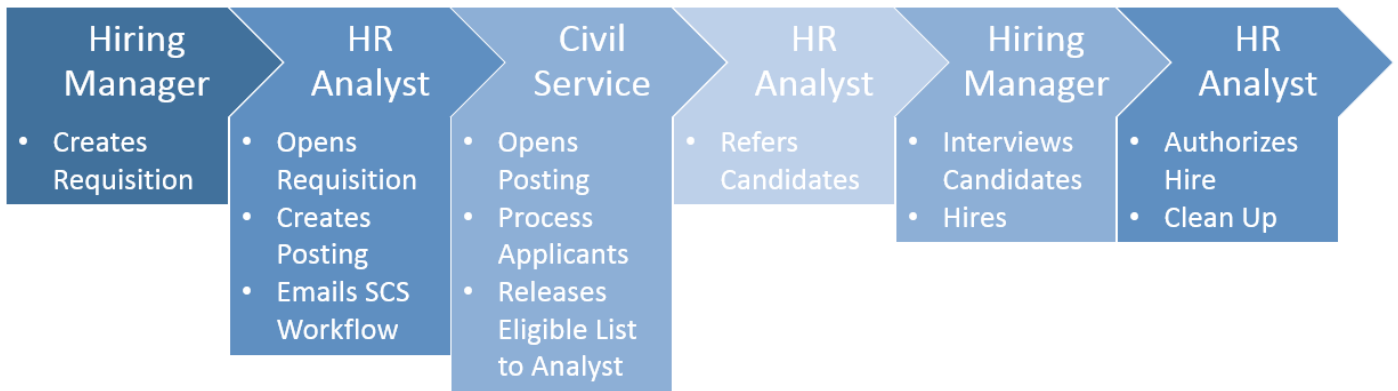 Hiring
Manager
• Creates
Requisition
HR
Analyst
• Opens
Requisition
• Creates
Posting
• Emails SCS
Workflow
Civil
Service
• Opens
Posting
• Process
Applicants
• Releases
Eligible List
to Analyst
HR
Analyst
• Refers
Candidates
Hiring
Manager
• Interviews
Candidates
• Hires
HR
Analyst
• Authorizes
Hire
• Clean Up